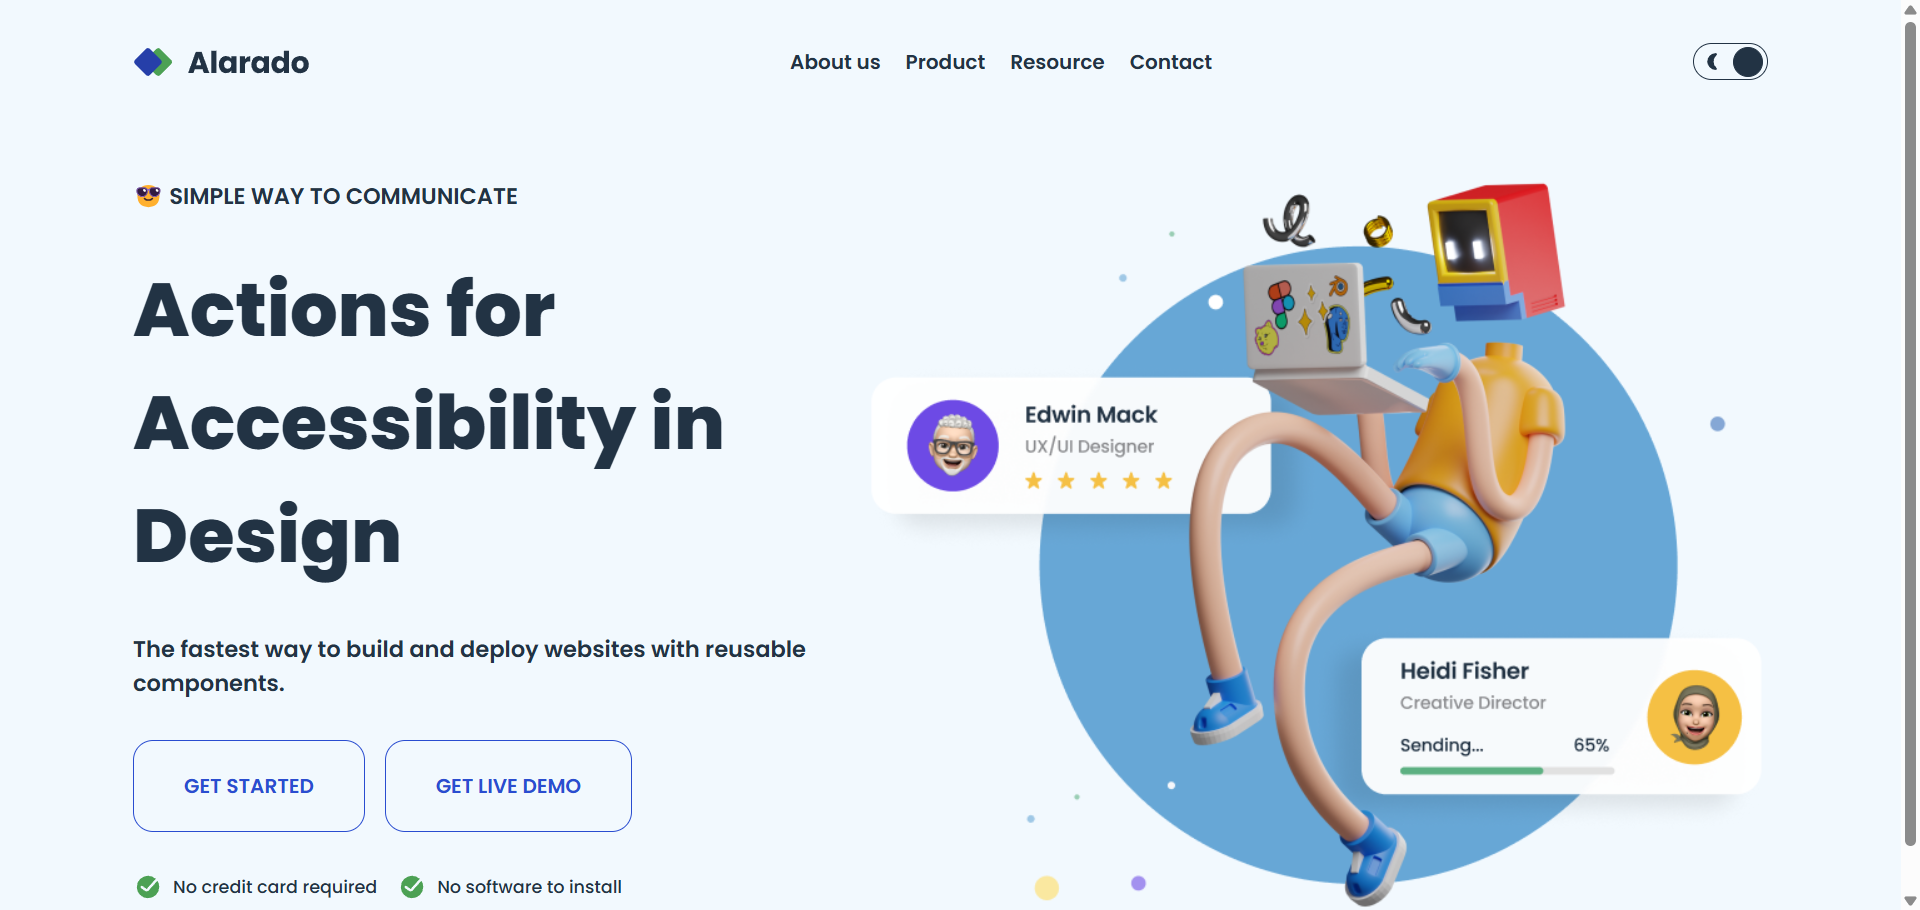 Alarado
About us
Product
Resource
Contact
SIMPLE WAY TO COMMUNICATE
Actions for
Accessibility in
Design
The fastest way to build and deploy websites with reusable
components.
GET STARTED
GET LIVE DEMO
No credit card required
No software to install
Edwin Mack
UX/UI Designer
Heidi Fisher
Creative Director
Sending...
65%